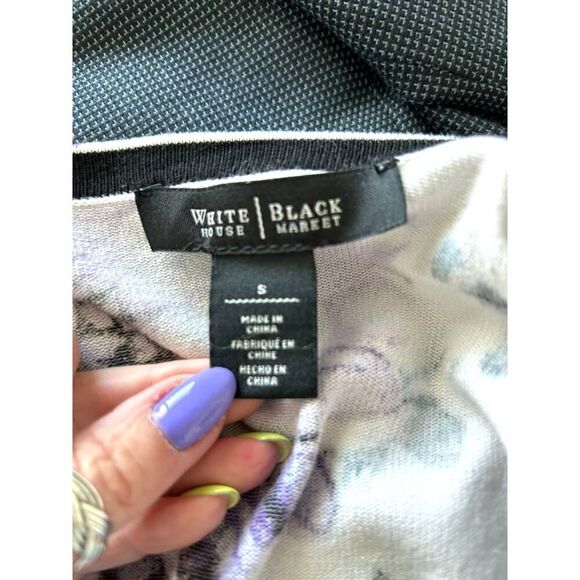 WHITE | BLACK
HOUSE | MARKET
S
MADE IN
CHINA
FABRIQUÉ EN
CHINE
HECHO EN
CHINA